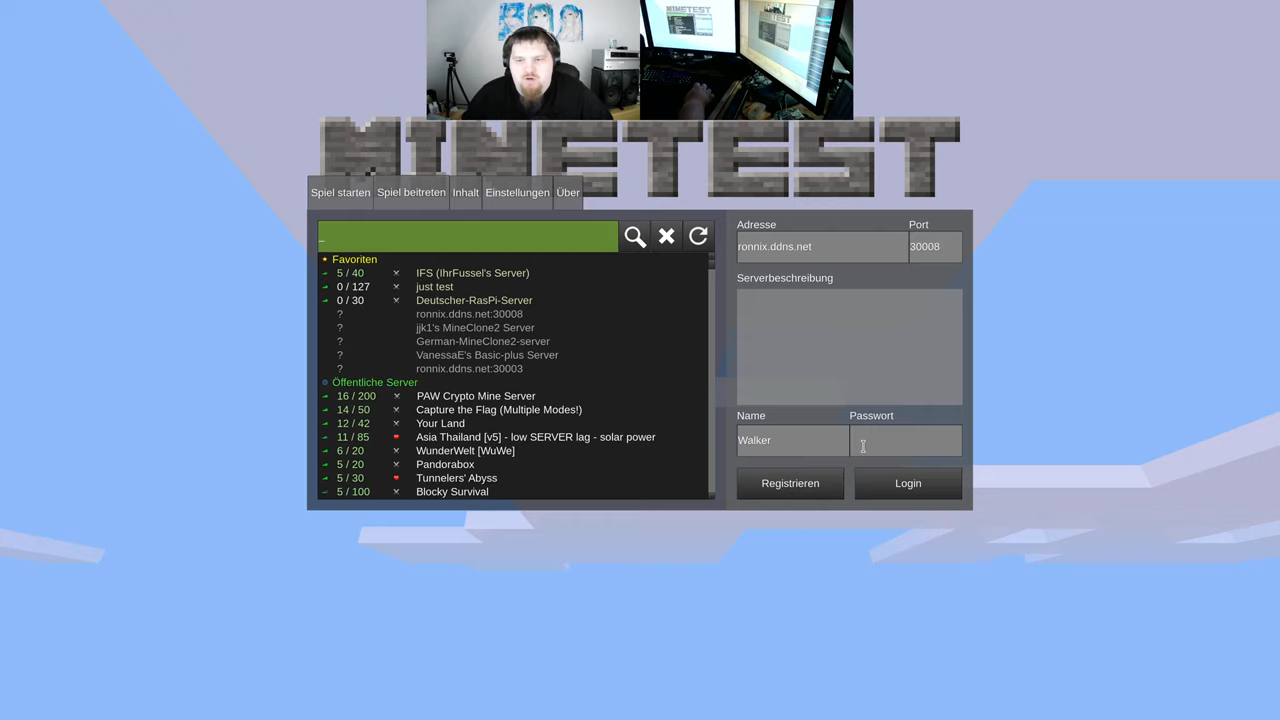 MINETEST
Spiel starten Spiel beitreten Inhalt Einstellungen Über
Adresse Port
ronnix.ddns.net 30008
Serverbeschreibung
Favoriten
5 / 40 IFS (IhrFussel's Server)
0 / 127 just test
0 / 30 Deutscher-RasPi-Server
? ronnix.ddns.net:30008
? jjk1's MineClone2 Server
? German-MineClone2-server
? VanessaE's Basic-plus Server
? ronnix.ddns.net:30003
Öffentliche Server
16 / 200 PAW Crypto Mine Server
14 / 50 Capture the Flag (Multiple Modes!)
12 / 42 Your Land
11 / 85 Asia Thailand [v5] - low SERVER lag - solar power
6 / 20 WunderWelt [WuWe]
5 / 20 Pandorabox
5 / 30 Tunnelers' Abyss
5 / 100 Blocky Survival
Name Passwort
Walker
Registrieren Login